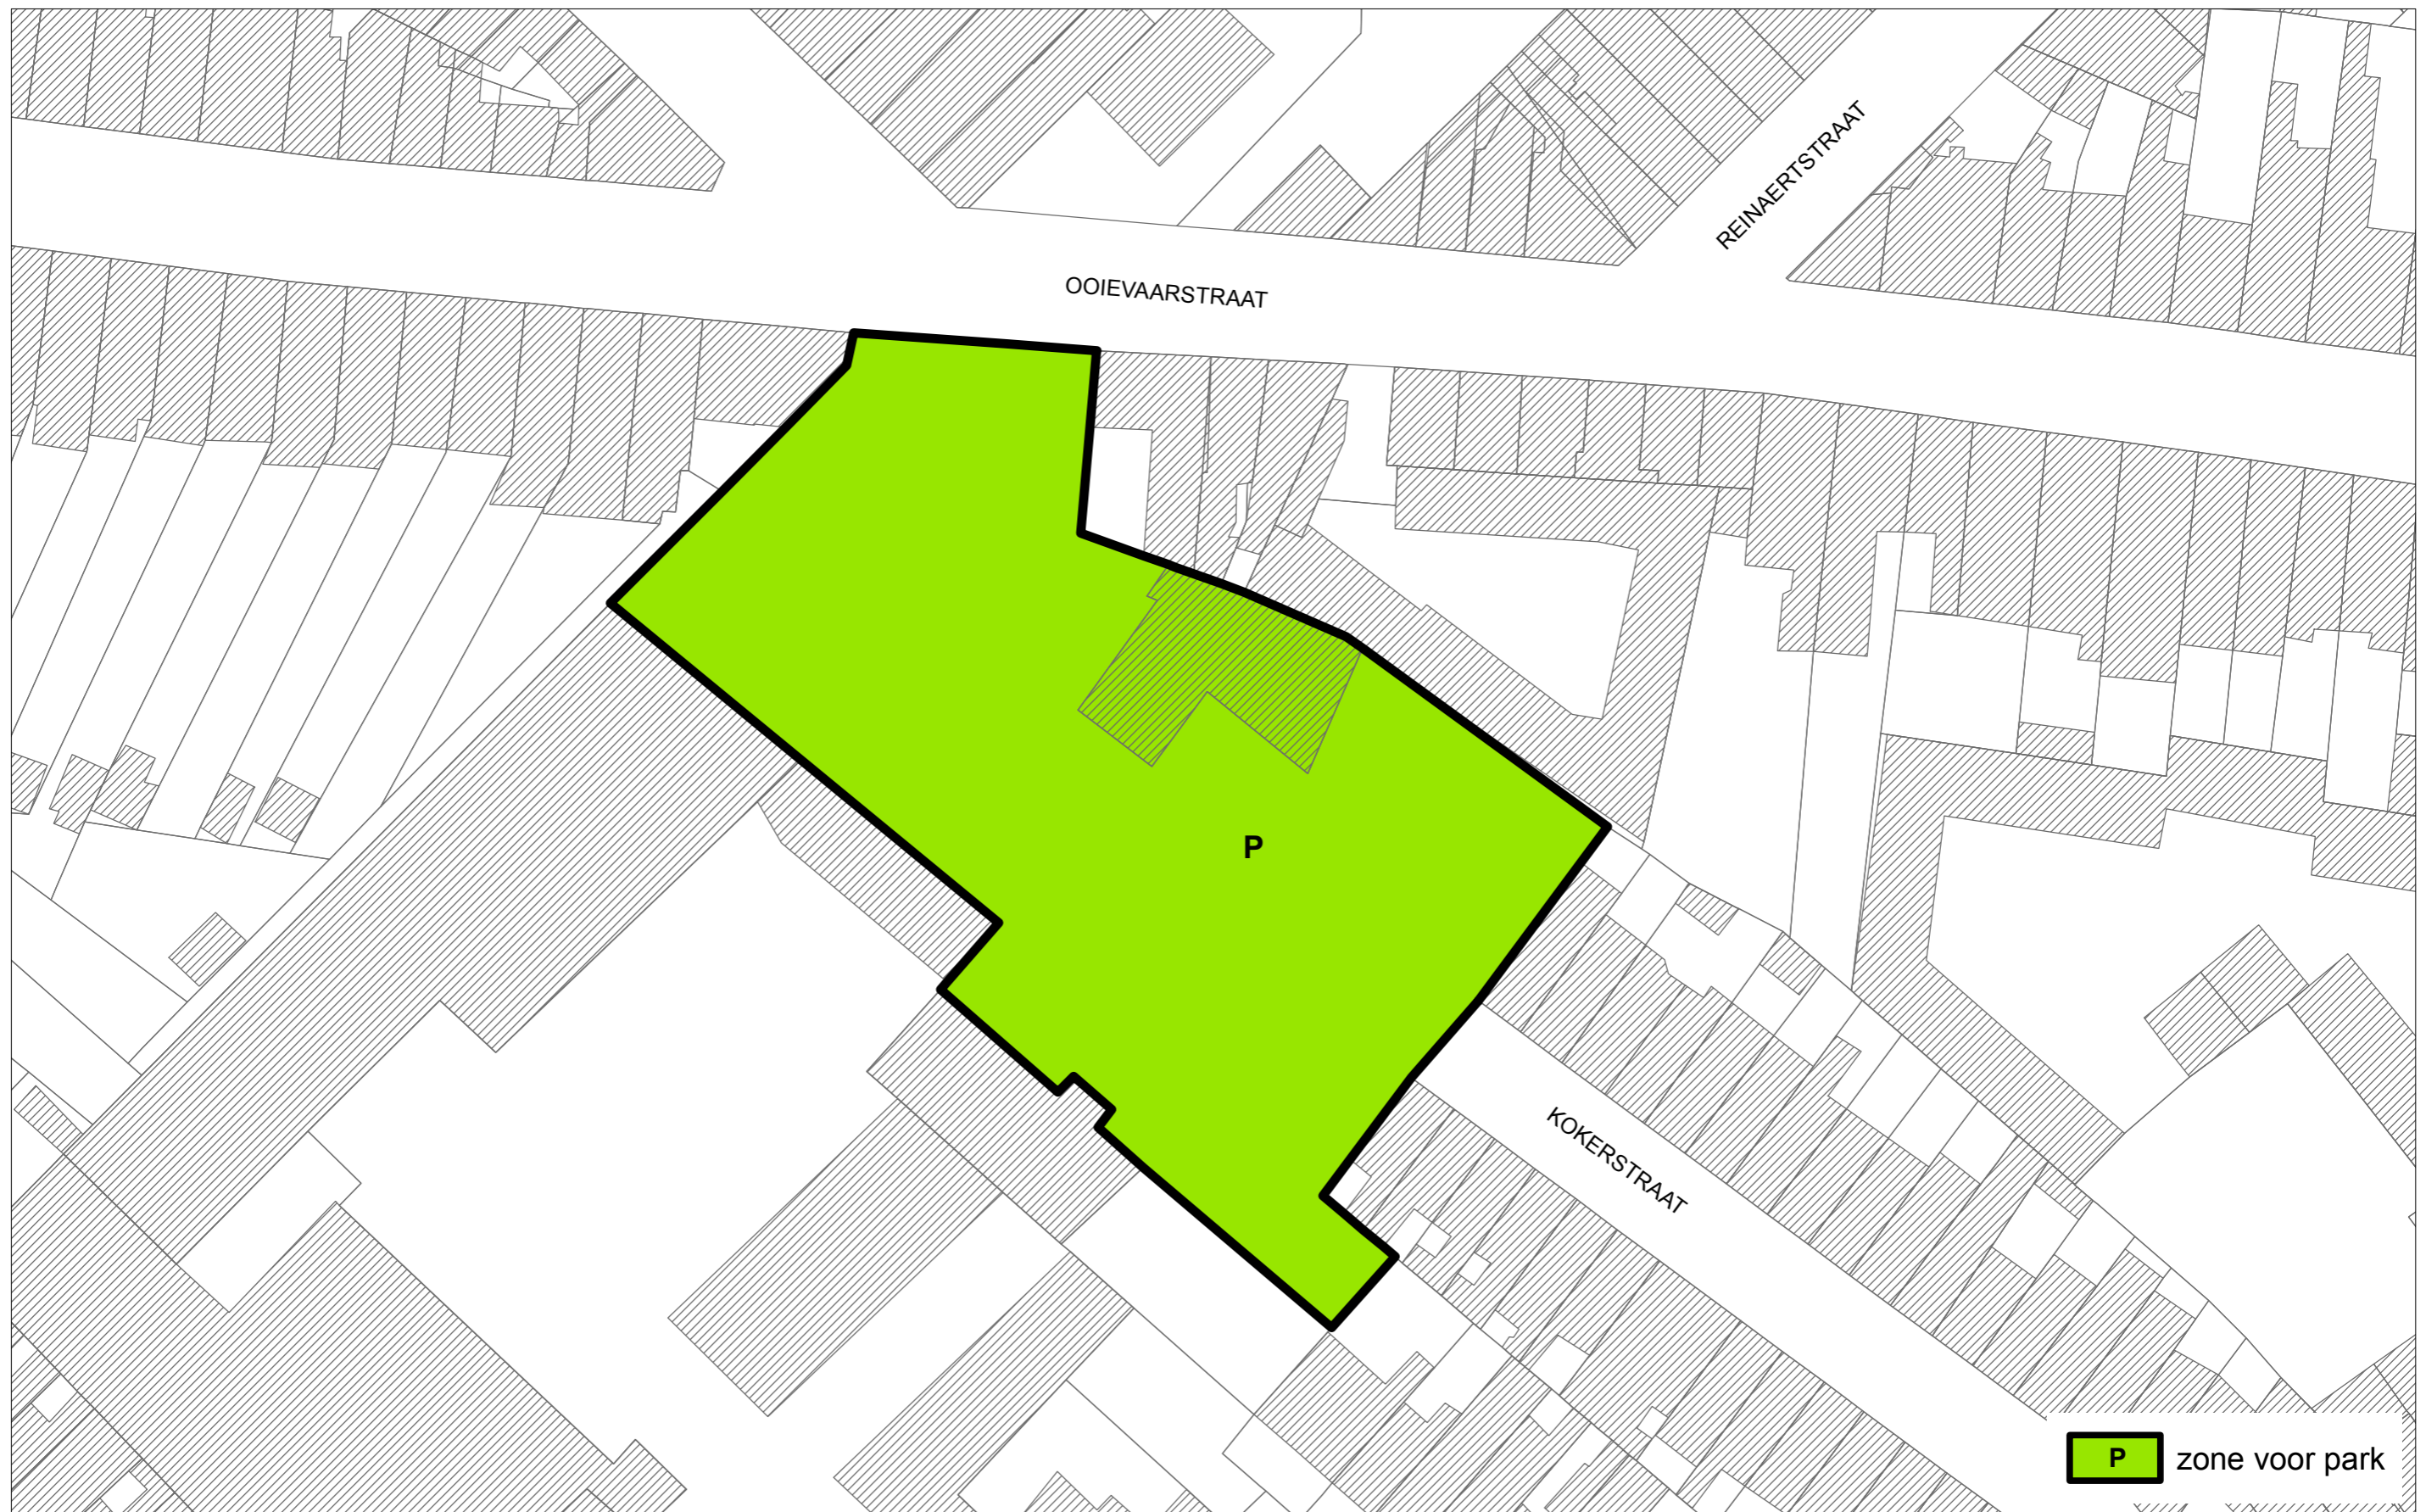 REINAERTSTRAAT
OOIEVAARSTRAAT
P
KOKERSTRAAT
P zone voor park